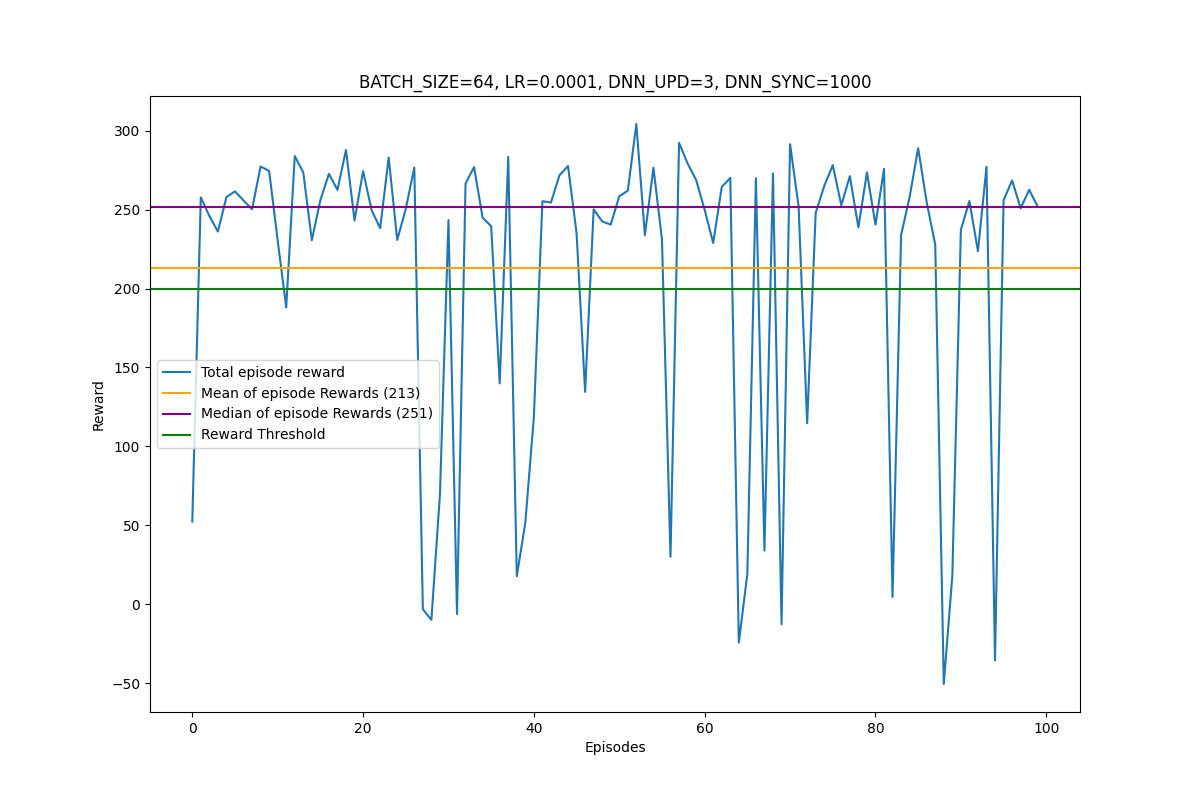 BATCH_SIZE=64, LR=0.0001, DNN_UPD=3, DNN_SYNC=1000
300
250
200
150
100
50
0
−50
Reward
Total episode reward
Mean of episode Rewards (213)
Median of episode Rewards (251)
Reward Threshold
0 20 40 60 80 100
Episodes